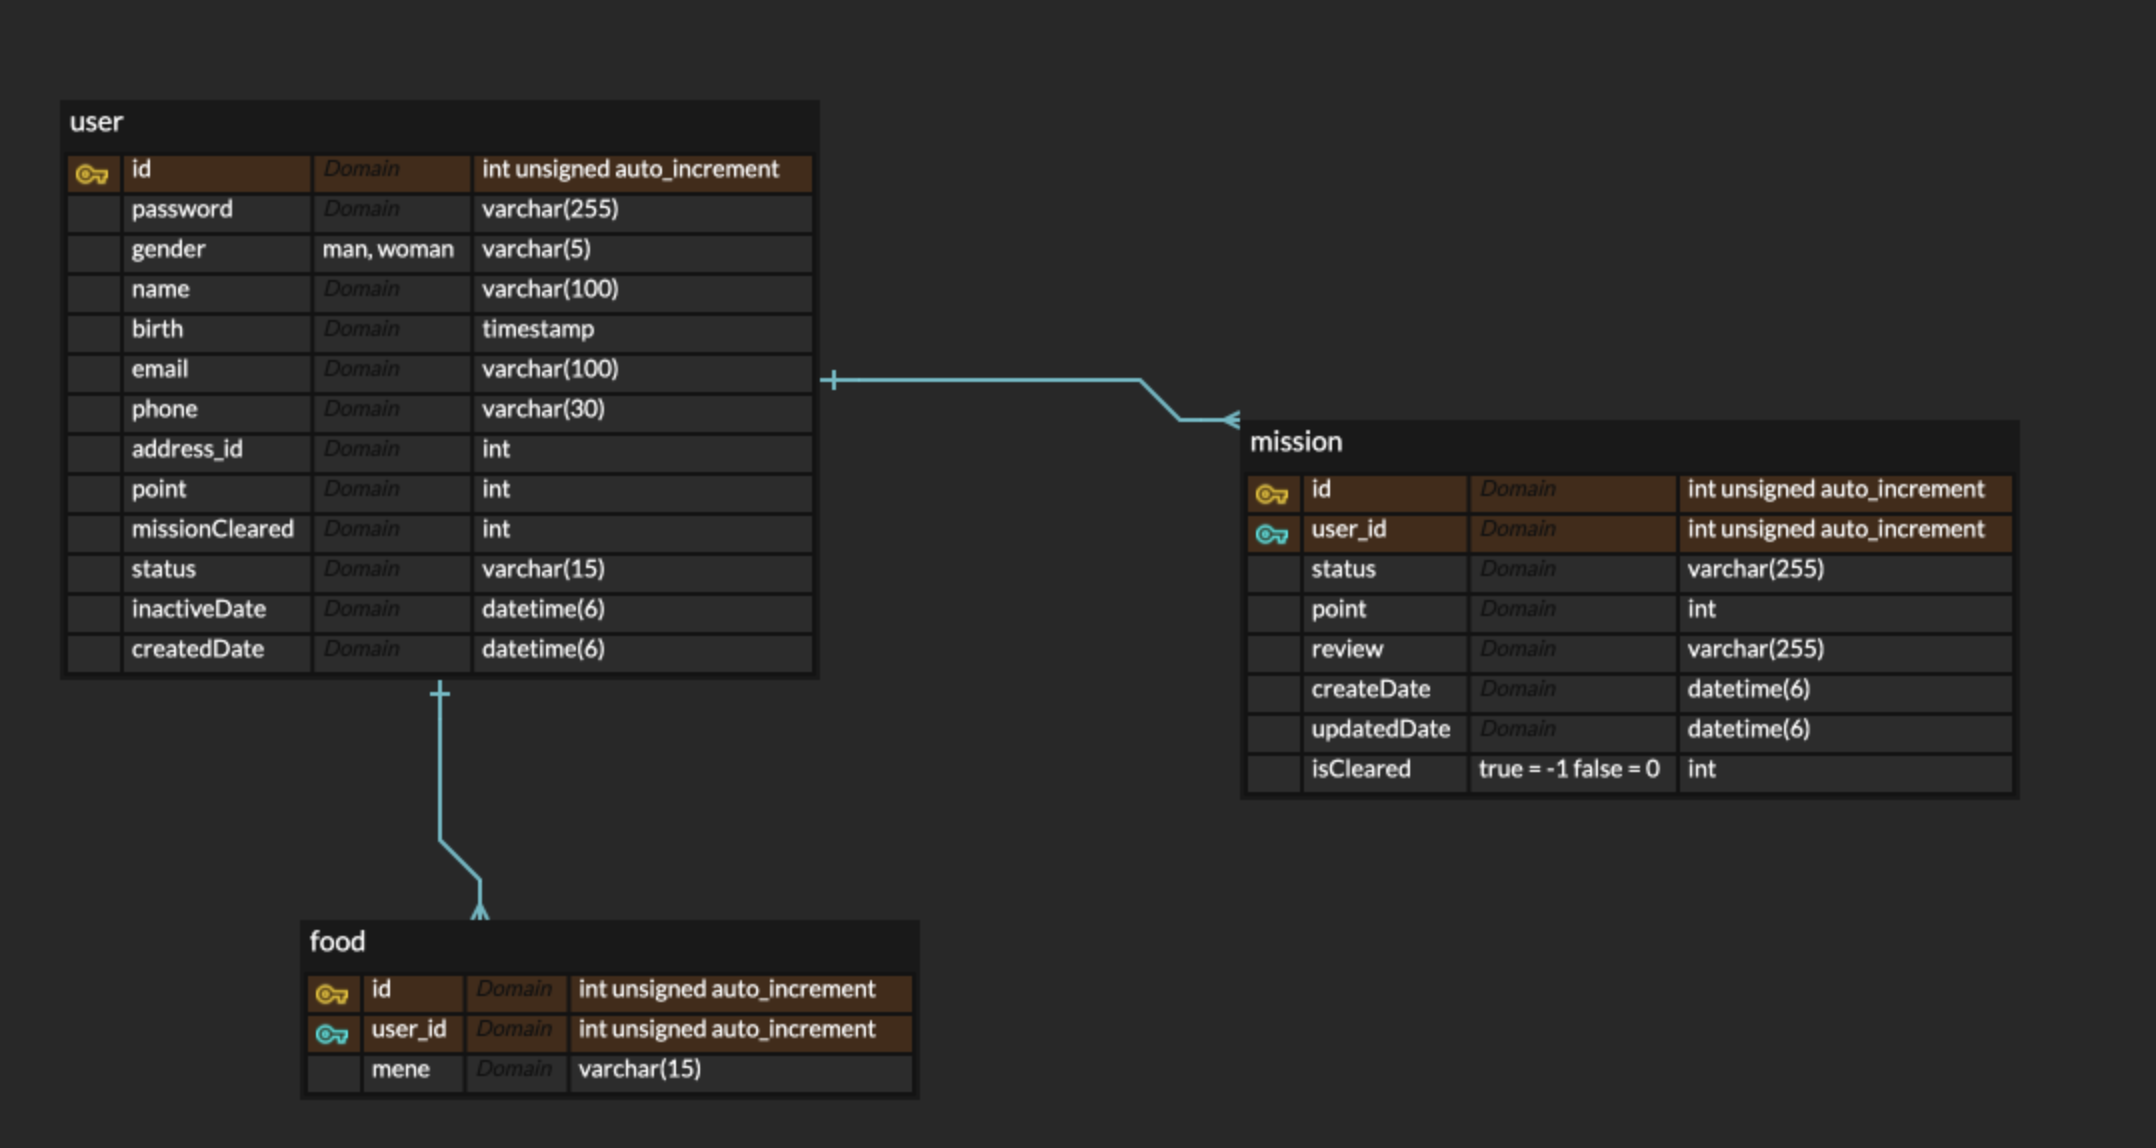 user
id Domain int unsigned auto_increment
password Domain varchar(255)
gender man, woman varchar(5)
name Domain varchar(100)
birth Domain timestamp
email Domain varchar(100)
phone Domain varchar(30)
address_id Domain int
point Domain int
missionCleared Domain int
status Domain varchar(15)
inactiveDate Domain datetime(6)
createdDate Domain datetime(6)
mission
id Domain int unsigned auto_increment
user_id Domain int unsigned auto_increment
status Domain varchar(255)
point Domain int
review Domain varchar(255)
createDate Domain datetime(6)
updatedDate Domain datetime(6)
isCleared true = -1 false = 0 int
food
id Domain int unsigned auto_increment
user_id Domain int unsigned auto_increment
mene Domain varchar(15)